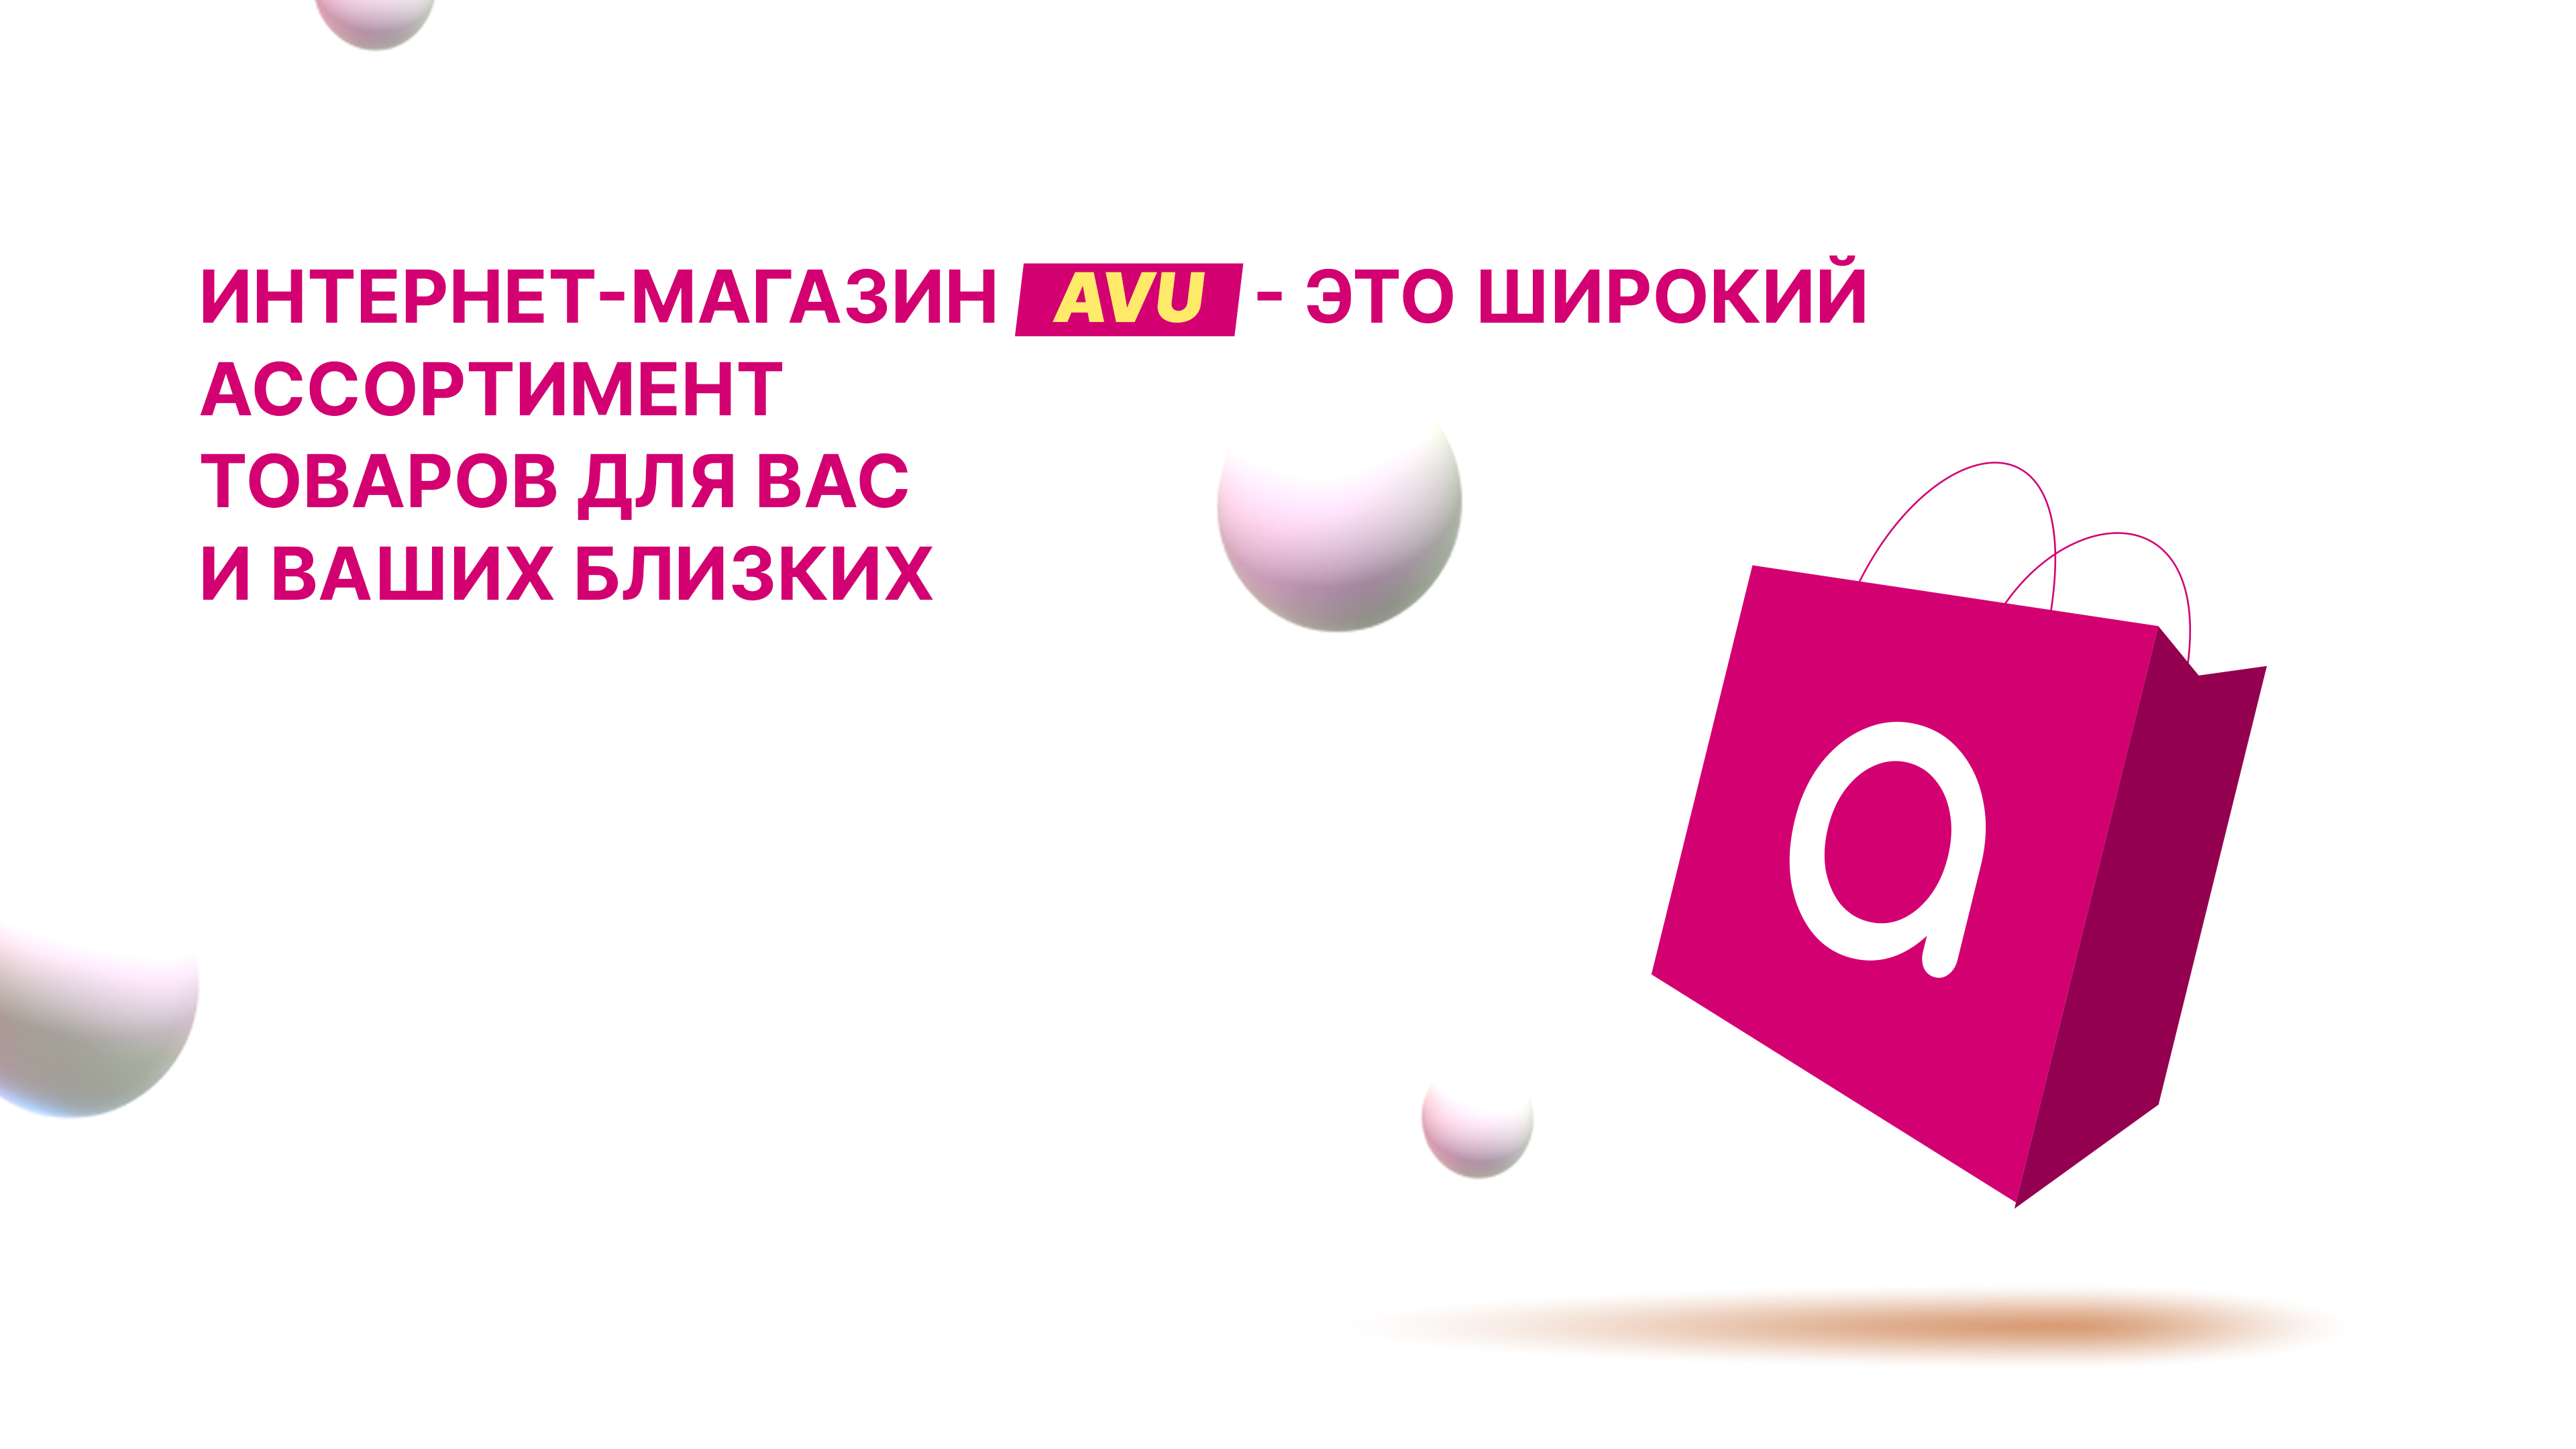 ИНТЕРНЕТ-МАГАЗИН AVU - ЭТО ШИРОКИЙ
АССОРТИМЕНТ
ТОВАРОВ ДЛЯ ВАС
И ВАШИХ БЛИЗКИХ
a